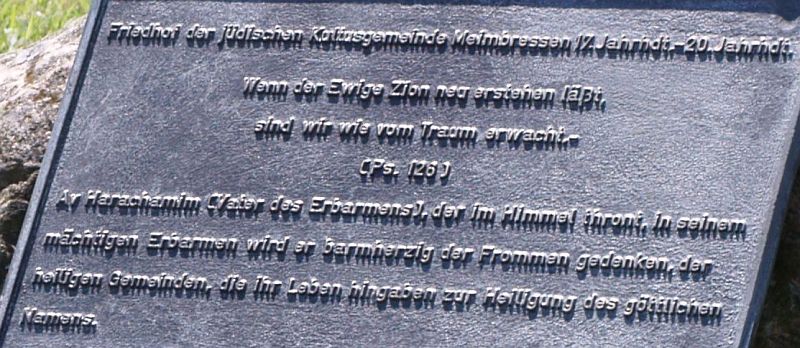 Friedhof der jüdischen Kultusgemeinde Meimbressen 17. Jahrhdt.-20. Jahrhdt.
Wenn der Ewige Zion neu erstehen läßt,
sind wir wie vom Traum erwacht.-
(Ps. 126)
Av Harachamim (Vater des Erbarmens), der im Himmel thront, in seinem
mächtigen Erbarmen wird er barmherzig der Frommen gedenken, der
heiligen Gemeinden, die ihr Leben hingaben zur Heiligung des göttlichen
Namens.